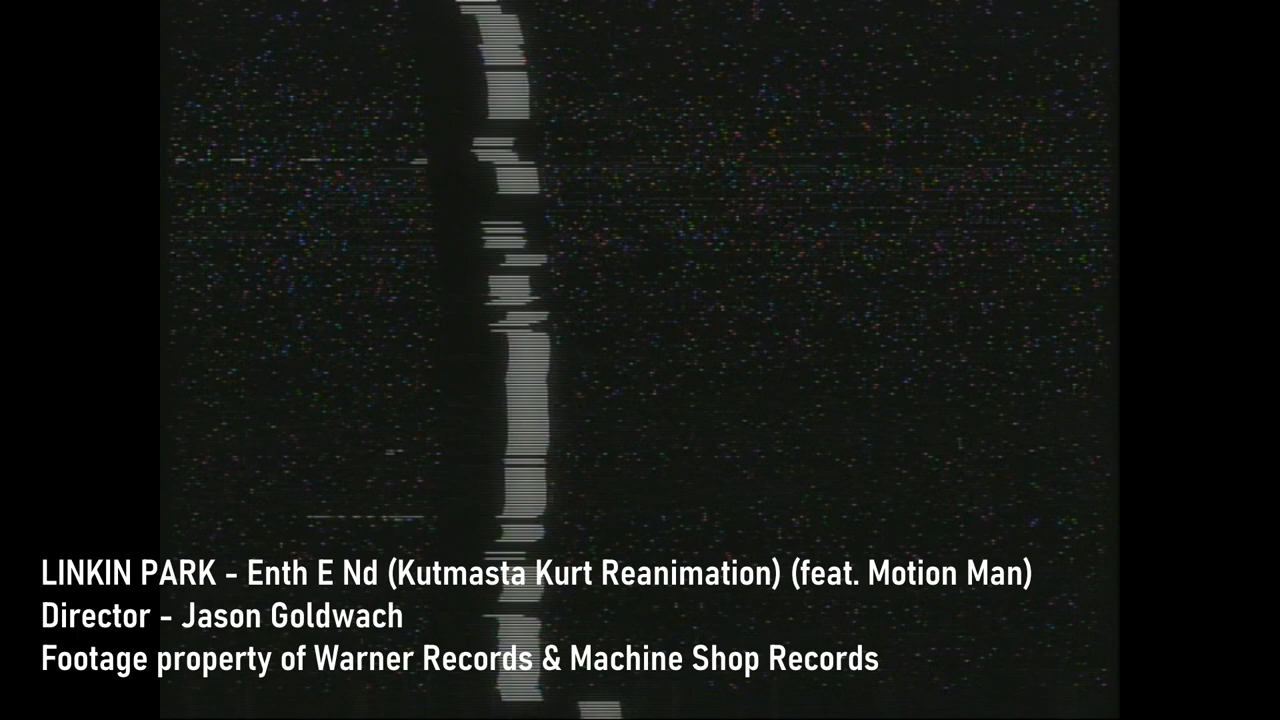 LINKIN PARK - Enth E Nd (Kutmasta Kurt Reanimation) (feat. Motion Man)
Director - Jason Goldwach
Footage property of Warner Records & Machine Shop Records